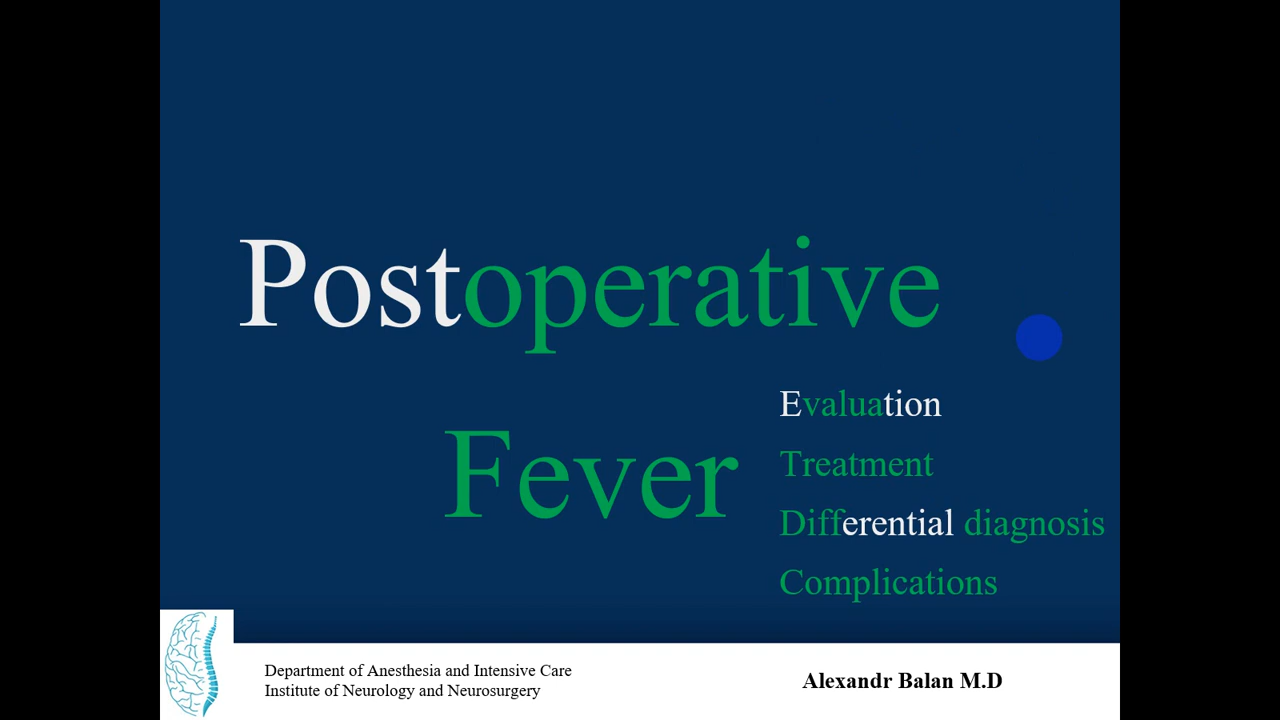 Postoperative
Fever
Evaluation
Treatment
Differential diagnosis
Complications
Department of Anesthesia and Intensive Care
Institute of Neurology and Neurosurgery
Alexandr Balan M.D